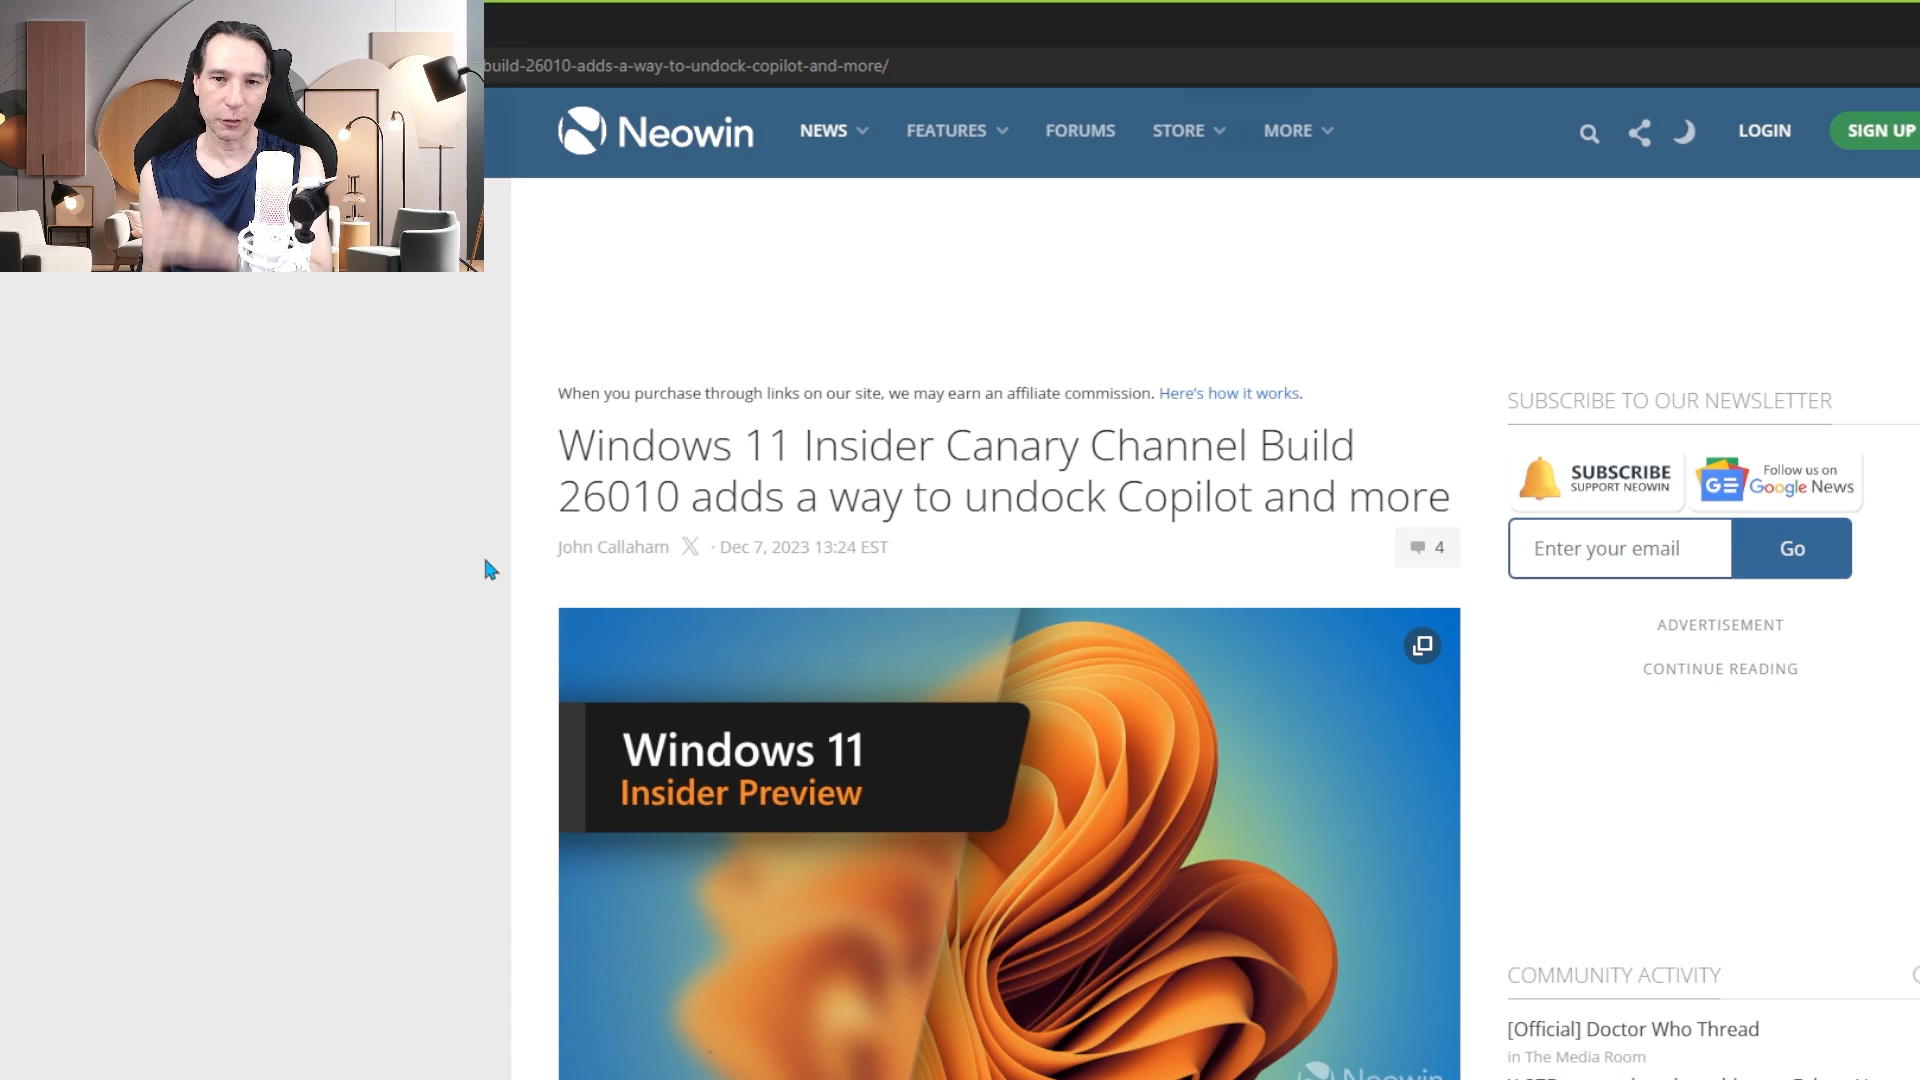 build-26010-adds-a-way-to-undock-copilot-and-more/
Neowin
NEWS
FEATURES
FORUMS
STORE
MORE
LOGIN
SIGN UP
When you purchase through links on our site, we may earn an affiliate commission. Here's how it works.
Windows 11 Insider Canary Channel Build
26010 adds a way to undock Copilot and more
John Callaham X · Dec 7, 2023 13:24 EST
4
Windows 11
Insider Preview
Neowin
SUBSCRIBE TO OUR NEWSLETTER
SUBSCRIBE
SUPPORT NEOWIN
GE
Follow us on
Google News
Enter your email
Go
ADVERTISEMENT
CONTINUE READING
COMMUNITY ACTIVITY
[Official] Doctor Who Thread
in The Media Room